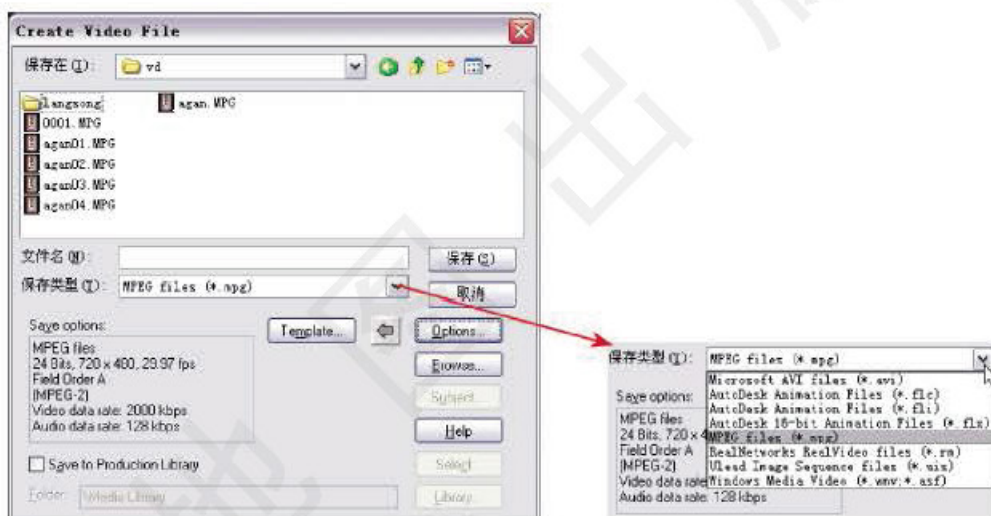 Create Video File
保存在(I): vd
langsong agan.MPG
0001.MPG
agan01.MPG
agan02.MPG
agan03.MPG
agan04.MPG
文件名(N): 保存(S)
保存类型(T): MPEG files (*.mpg) 取消
Save options: Template... Options...
MPEG files
24 Bits, 720 x 480, 29.97 fps
Field Order A
(MPEG-2)
Video data rate: 2000 kbps
Audio data rate: 128 kbps
Browse...
Subject...
Help
Save to Production Library Select
Folder: Media Library Library
保存类型(T): MPEG files (*.mpg)
Microsoft AVI files (*.avi)
AutoDesk Animation Files (*.flc)
AutoDesk Animation Files (*.fli)
AutoDesk 16-bit Animation Files (*.flx)
MPEG files (*.mpg)
RealNetworks RealVideo files (*.rm)
Ulead Image Sequence files (*.uis)
Windows Media Video (*.wmv;*.asf)
Save options:
MPEG files
24 Bits, 720 x 4
Field Order A
(MPEG-2)
Video data rate
Audio data rate: 128 kbps